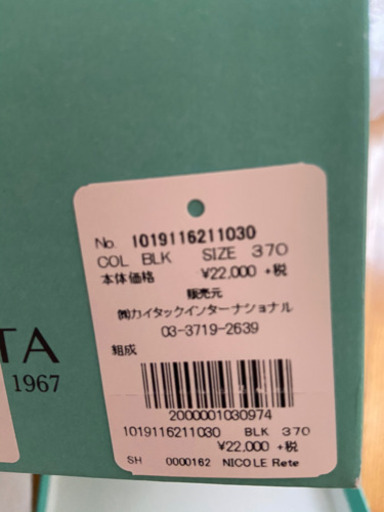 No. 1019116211030
COL BLK SIZE 370
本体価格 ¥22,000 +税
販売元
㈱カイタックインターナショナル
03-3719-2639
組成
TA
1967
2000001030974
1019116211030 BLK 370
¥22,000 +税
SH 0000162 NICOLE Rete